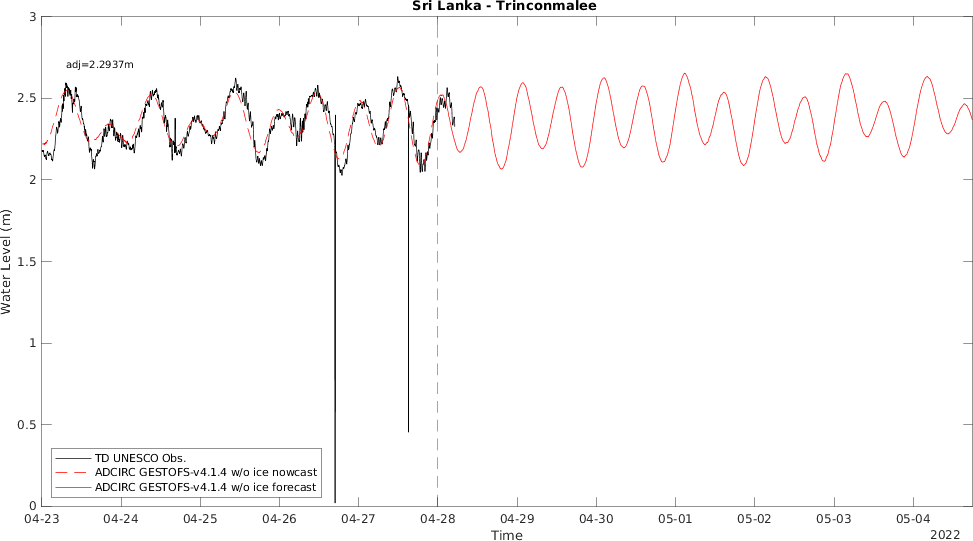 Sri Lanka - Trinconmalee
adj=2.2937m
Water Level (m)
3
2.5
2
1.5
1
0.5
0
TD UNESCO Obs.
ADCIRC GESTOFS-v4.1.4 w/o ice nowcast
ADCIRC GESTOFS-v4.1.4 w/o ice forecast
04-23 04-24 04-25 04-26 04-27 04-28 04-29 04-30 05-01 05-02 05-03 05-04
Time
2022